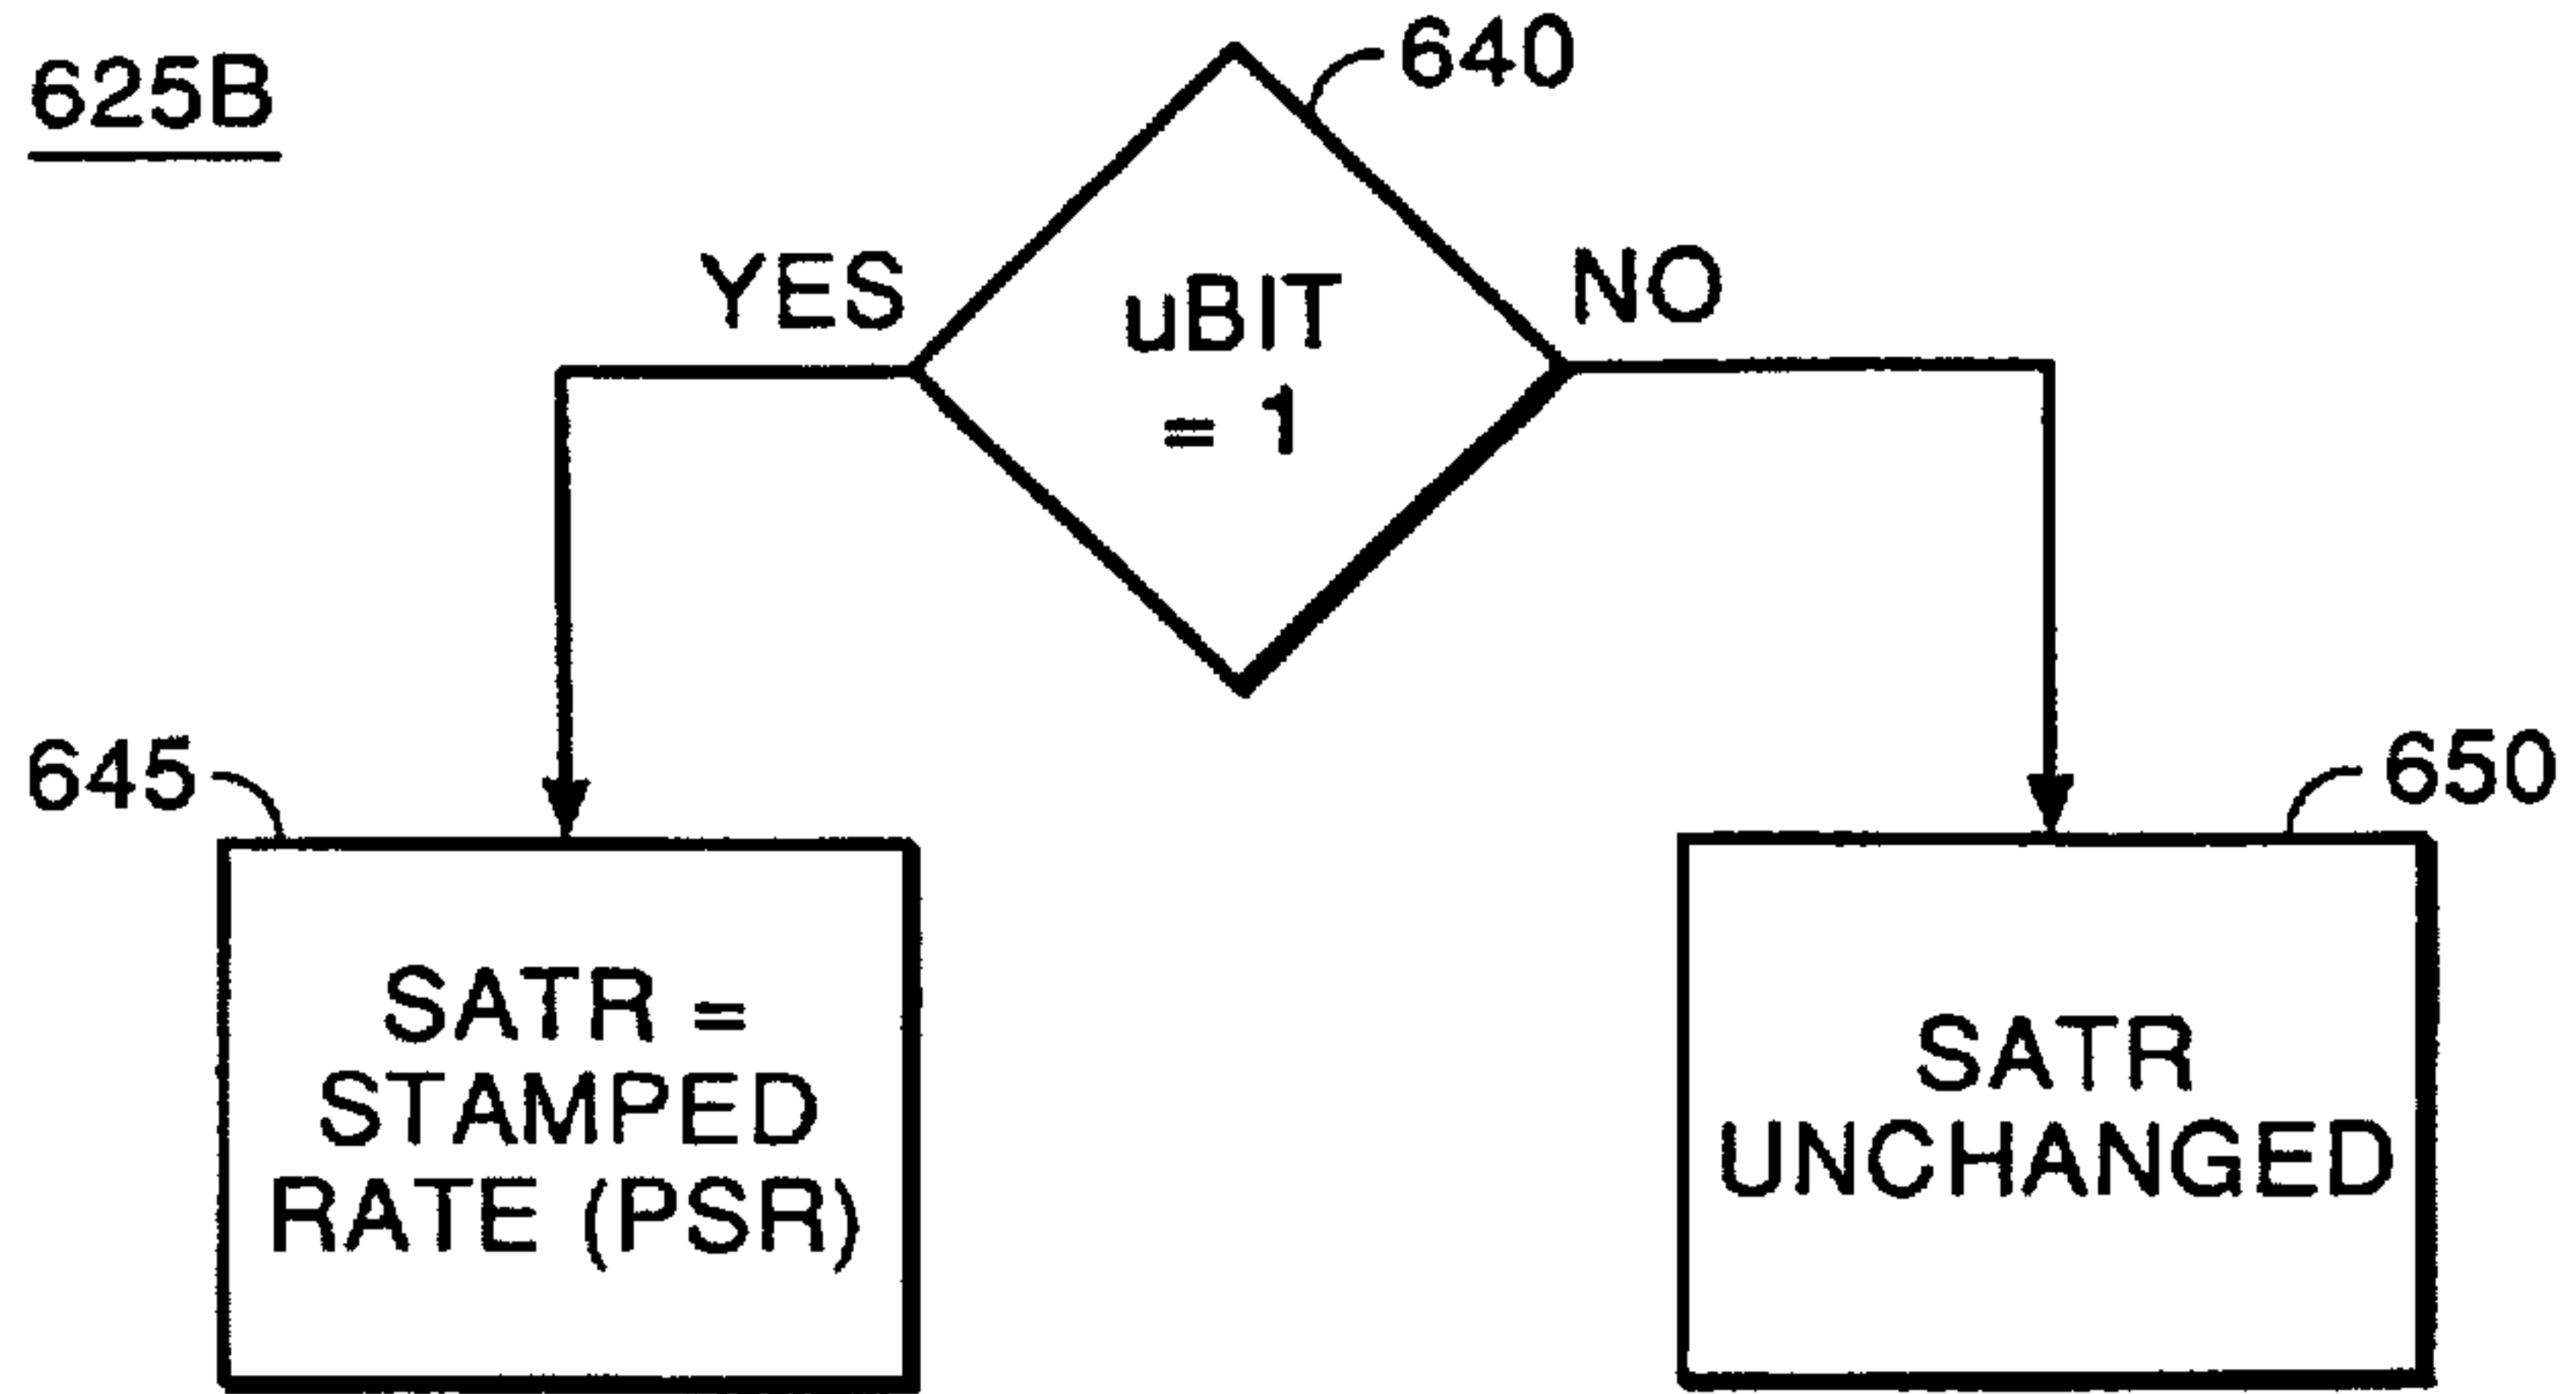 625B
640
YES
uBIT
= 1
NO
645
650
SATR =
STAMPED
RATE (PSR)
SATR
UNCHANGED